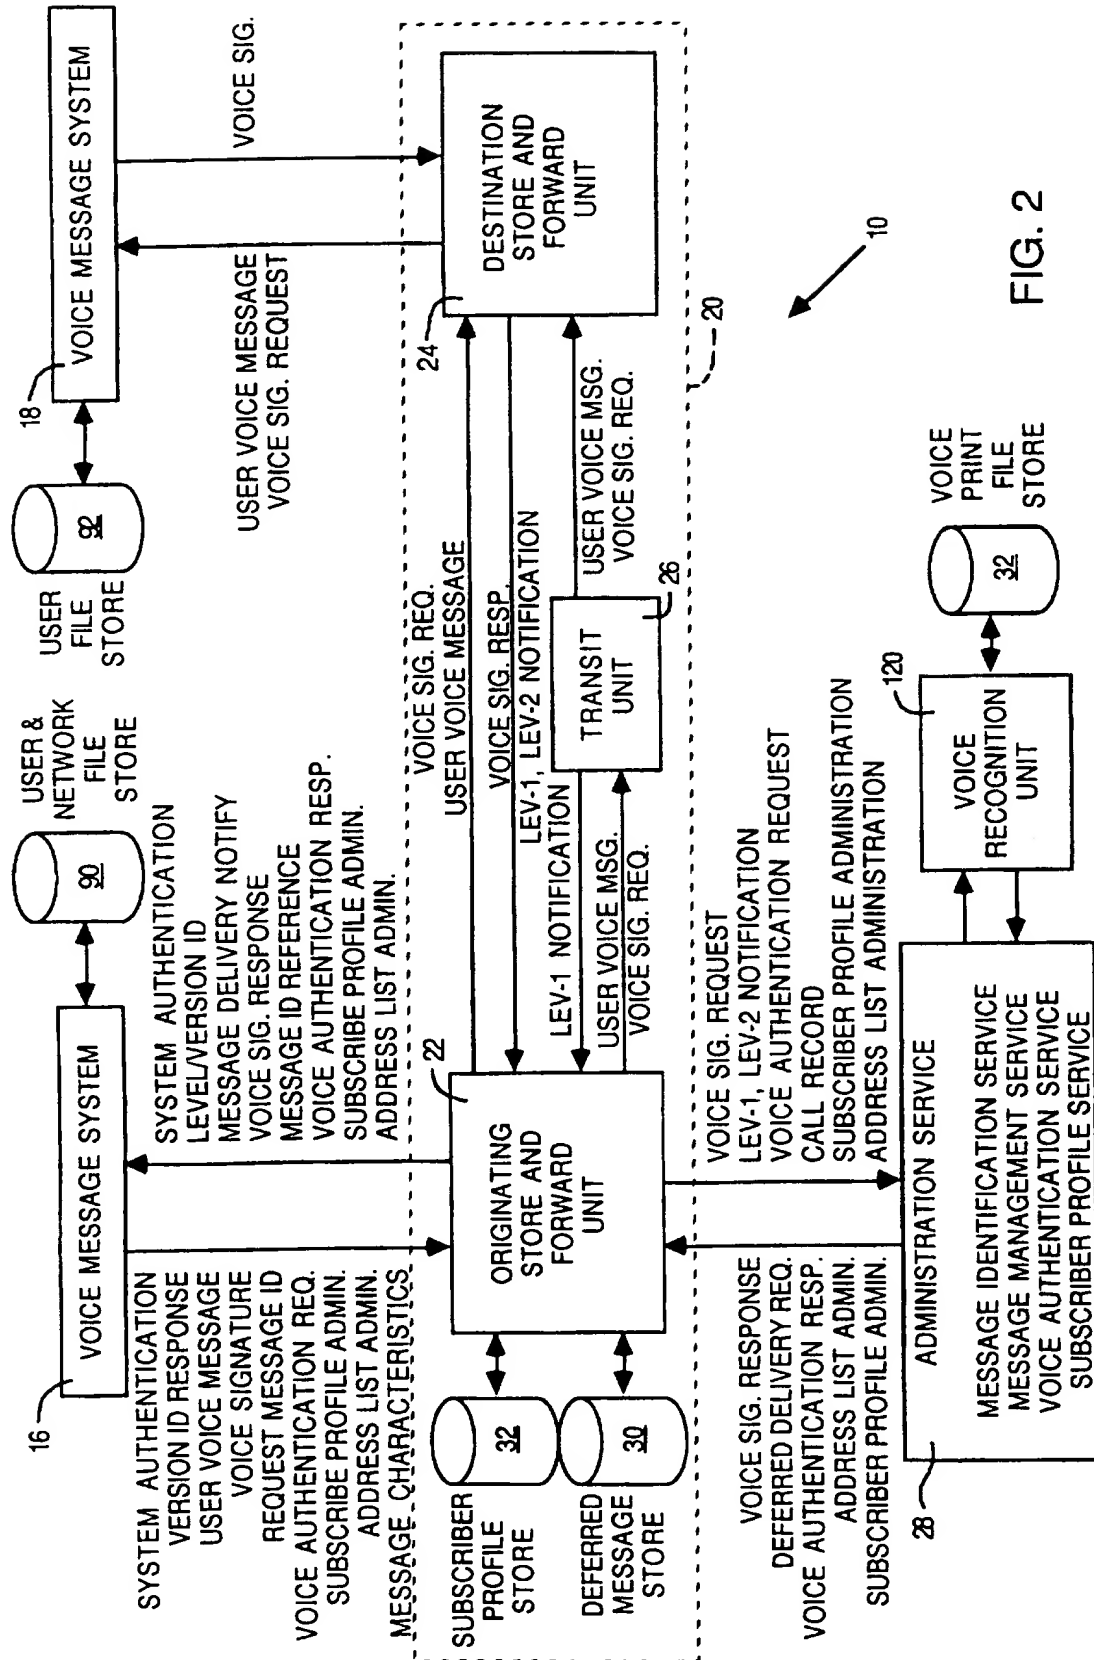 16
VOICE MESSAGE SYSTEM
90
USER &
NETWORK
FILE
STORE
USER
FILE
STORE
92
18
VOICE MESSAGE SYSTEM
SYSTEM AUTHENTICATION
VERSION ID RESPONSE
USER VOICE MESSAGE
VOICE SIGNATURE
REQUEST MESSAGE ID
VOICE AUTHENTICATION REQ.
SUBSCRIBE PROFILE ADMIN.
ADDRESS LIST ADMIN.
MESSAGE CHARACTERISTICS
SYSTEM AUTHENTICATION
LEVEL/VERSION ID
MESSAGE DELIVERY NOTIFY
VOICE SIG. RESPONSE
MESSAGE ID REFERENCE
VOICE AUTHENTICATION RESP.
SUBSCRIBE PROFILE ADMIN.
ADDRESS LIST ADMIN.
USER VOICE MESSAGE
VOICE SIG. REQUEST
VOICE SIG.
SUBSCRIBER
PROFILE
STORE
32
DEFERRED
MESSAGE
STORE
30
22
ORIGINATING
STORE AND
FORWARD
UNIT
VOICE SIG. REQ.
USER VOICE MESSAGE
VOICE SIG. RESP.
LEV-1, LEV-2 NOTIFICATION
LEV-1 NOTIFICATION
USER VOICE MSG.
VOICE SIG. REQ.
TRANSIT
UNIT
26
USER VOICE MSG.
VOICE SIG. REQ.
24
DESTINATION
STORE AND
FORWARD
UNIT
20
VOICE SIG. RESPONSE
DEFERRED DELIVERY REQ.
VOICE AUTHENTICATION RESP.
ADDRESS LIST ADMIN.
SUBSCRIBER PROFILE ADMIN.
VOICE SIG. REQUEST
LEV-1, LEV-2 NOTIFICATION
VOICE AUTHENTICATION REQUEST
CALL RECORD
SUBSCRIBER PROFILE ADMINISTRATION
ADDRESS LIST ADMINISTRATION
28
ADMINISTRATION SERVICE
MESSAGE IDENTIFICATION SERVICE
MESSAGE MANAGEMENT SERVICE
VOICE AUTHENTICATION SERVICE
SUBSCRIBER PROFILE SERVICE
120
VOICE
RECOGNITION
UNIT
32
VOICE
PRINT
FILE
STORE
10
FIG. 2